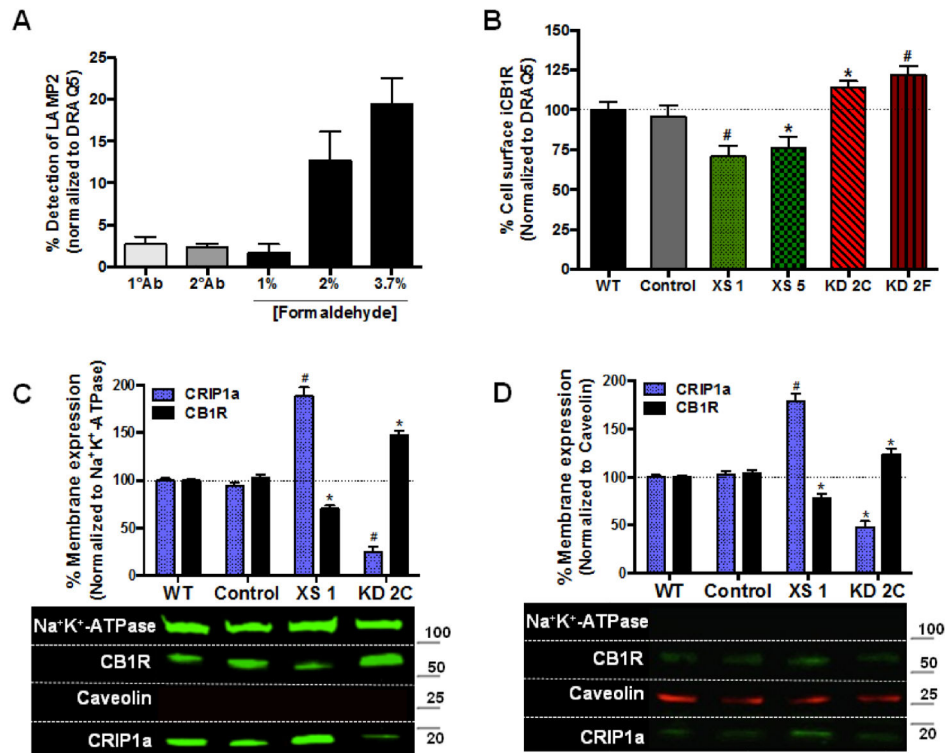 A
% Detection of LAMP2
(normalized to DRAQ5)
25
20
15
10
5
0
1°Ab 2°Ab 1% 2% 3.7%
[Formaldehyde]
B
% Cell surface iCB1R
(Normalized to DRAQ5)
150
125
100
75
50
25
0
# * * #
WT Control XS 1 XS 5 KD 2C KD 2F
C
% Membrane expression
(Normalized to Na⁺K⁺-ATPase)
200
150
100
50
0
CRIP1a
CB1R
# * # *
WT Control XS 1 KD 2C
Na⁺K⁺-ATPase 100
CB1R 50
Caveolin 25
CRIP1a 20
D
% Membrane expression
(Normalized to Caveolin)
200
150
100
50
0
CRIP1a
CB1R
# * * *
WT Control XS 1 KD 2C
Na⁺K⁺-ATPase 100
CB1R 50
Caveolin 25
CRIP1a 20